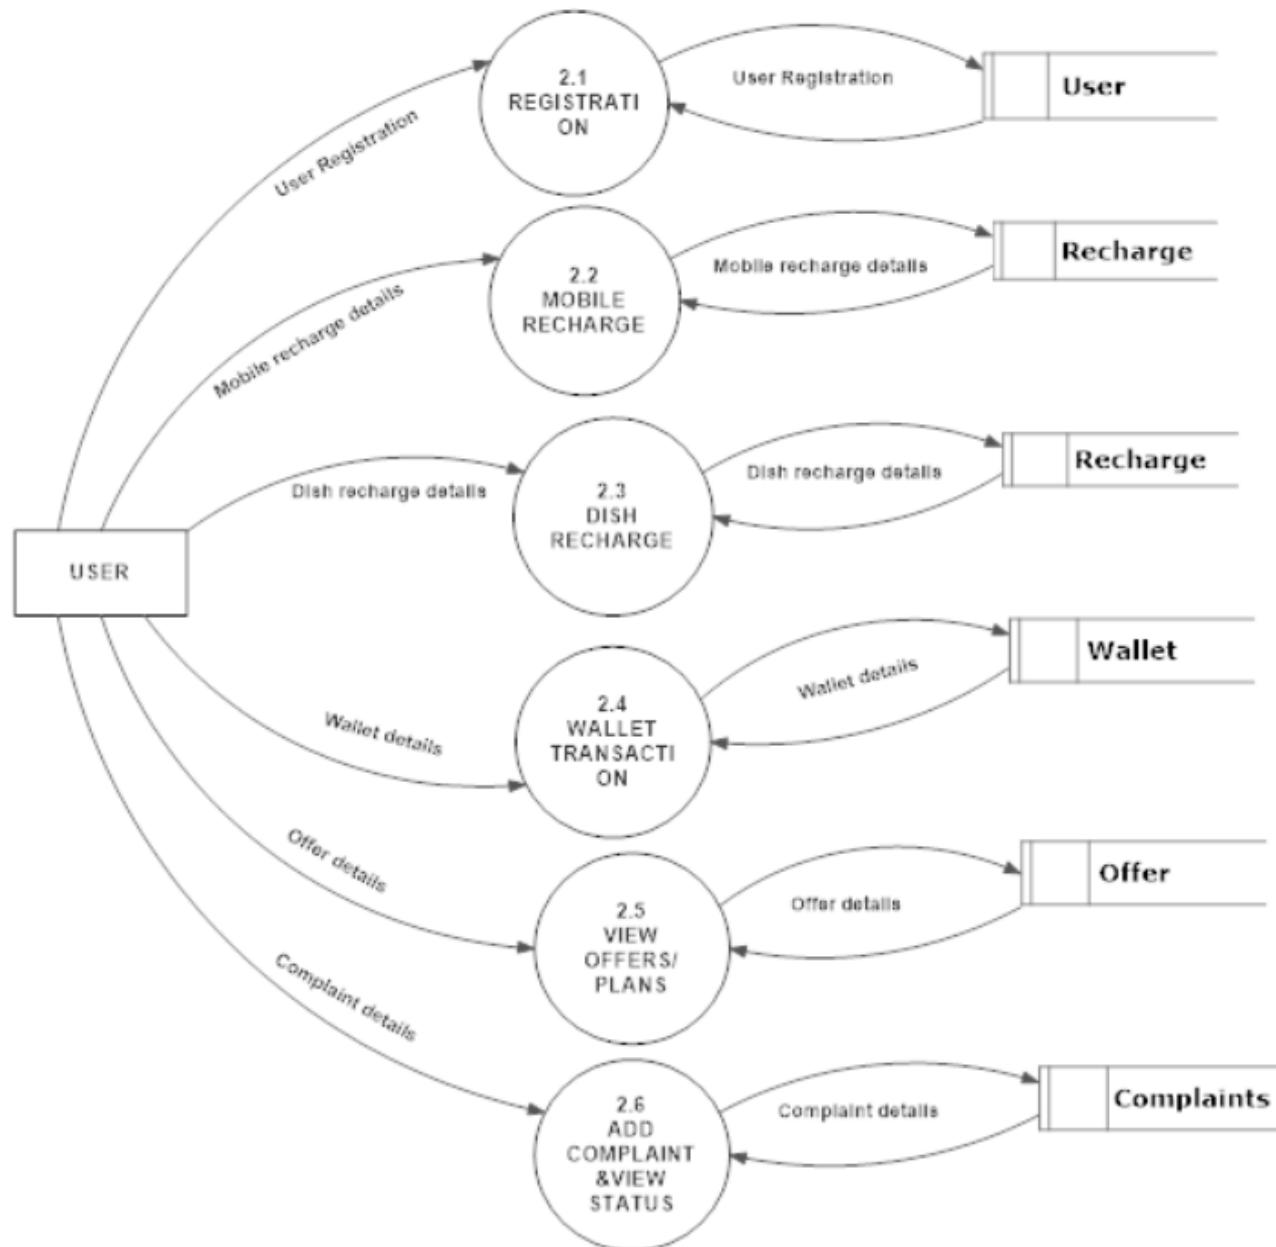 2.1
REGISTRATI
ON
User Registration
User
User Registration
2.2
MOBILE
RECHARGE
Mobile recharge details
Recharge
Mobile recharge details
2.3
DISH
RECHARGE
Dish recharge details
Recharge
Dish recharge details
USER
2.4
WALLET
TRANSACTI
ON
Wallet details
Wallet
Wallet details
2.5
VIEW
OFFERS/
PLANS
Offer details
Offer
Offer details
2.6
ADD
COMPLAINT
&VIEW
STATUS
Complaint details
Complaints
Complaint details